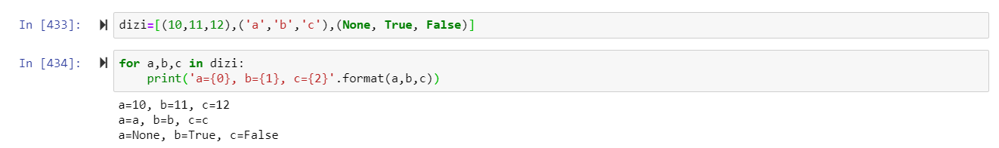 In [433]: dizi=[(10,11,12),('a','b','c'),(None, True, False)]
In [434]: for a,b,c in dizi:
    print('a={0}, b={1}, c={2}'.format(a,b,c))
a=10, b=11, c=12
a=a, b=b, c=c
a=None, b=True, c=False